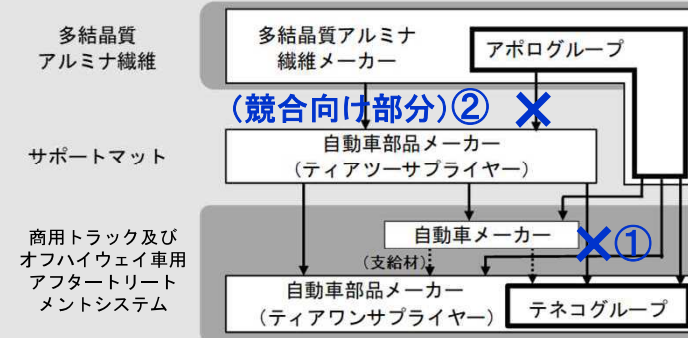 多結晶質
アルミナ繊維
多結晶質アルミナ
繊維メーカー
アポログループ
(競合向け部分)②
×
サポートマット
自動車部品メーカー
(ティアツーサプライヤー)
商用トラック及び
オフハイウェイ車用
アフタートリート
メントシステム
自動車メーカー
×①
(支給材)
自動車部品メーカー
(ティアワンサプライヤー)
テネコグループ